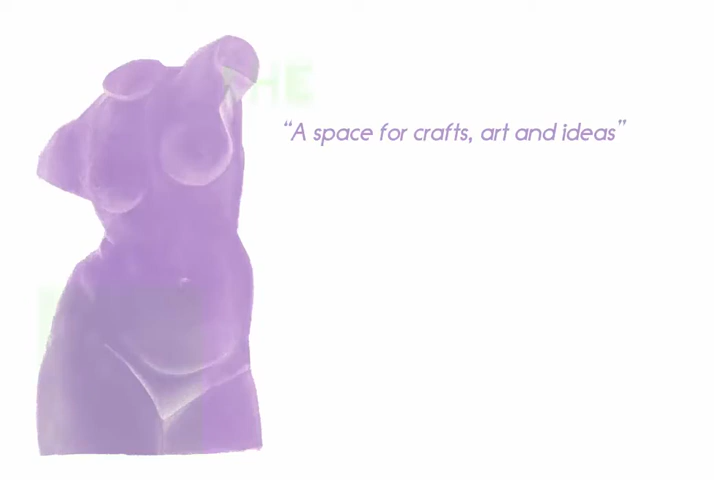 “A space for crafts, art and ideas”